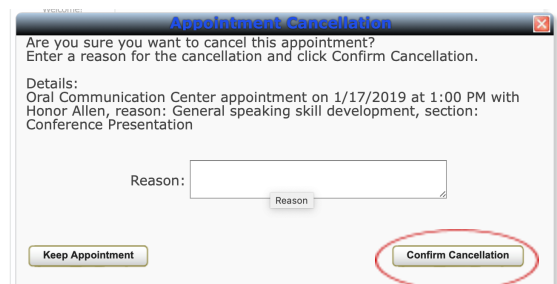 Welcome!
Appointment Cancellation
Are you sure you want to cancel this appointment?
Enter a reason for the cancellation and click Confirm Cancellation.
Details:
Oral Communication Center appointment on 1/17/2019 at 1:00 PM with
Honor Allen, reason: General speaking skill development, section:
Conference Presentation
Reason:
Reason
Keep Appointment
Confirm Cancellation